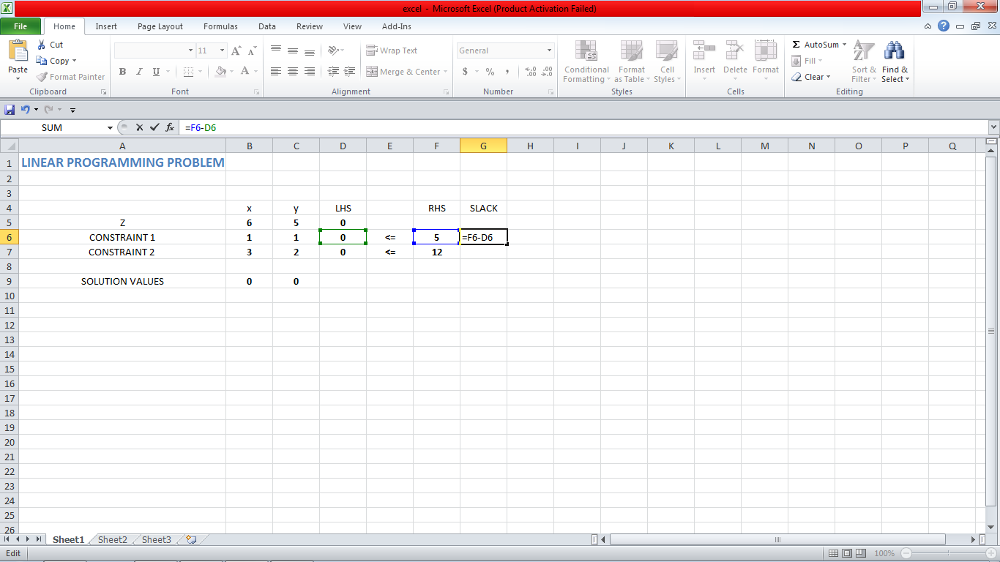 excel - Microsoft Excel (Product Activation Failed)
File Home Insert Page Layout Formulas Data Review View Add-Ins
Paste
Cut
Copy
Format Painter
Clipboard
11
A A
B I U
A
Font
Wrap Text
Merge & Center
Alignment
General
$ % ,
Number
Conditional Formatting
Format as Table
Cell Styles
Styles
Insert Delete Format
Cells
Σ AutoSum
Fill
Clear
Sort & Filter
Find & Select
Editing
SUM fx =F6-D6
A B C D E F G H I J K L M N O P Q
1 LINEAR PROGRAMMING PROBLEM
2
3
4 x y LHS RHS SLACK
5 Z 6 5 0
6 CONSTRAINT 1 1 1 0 <= 5 =F6-D6
7 CONSTRAINT 2 3 2 0 <= 12
8
9 SOLUTION VALUES 0 0
10
11
12
13
14
15
16
17
18
19
20
21
22
23
24
25
26
Sheet1 Sheet2 Sheet3
Edit 100%